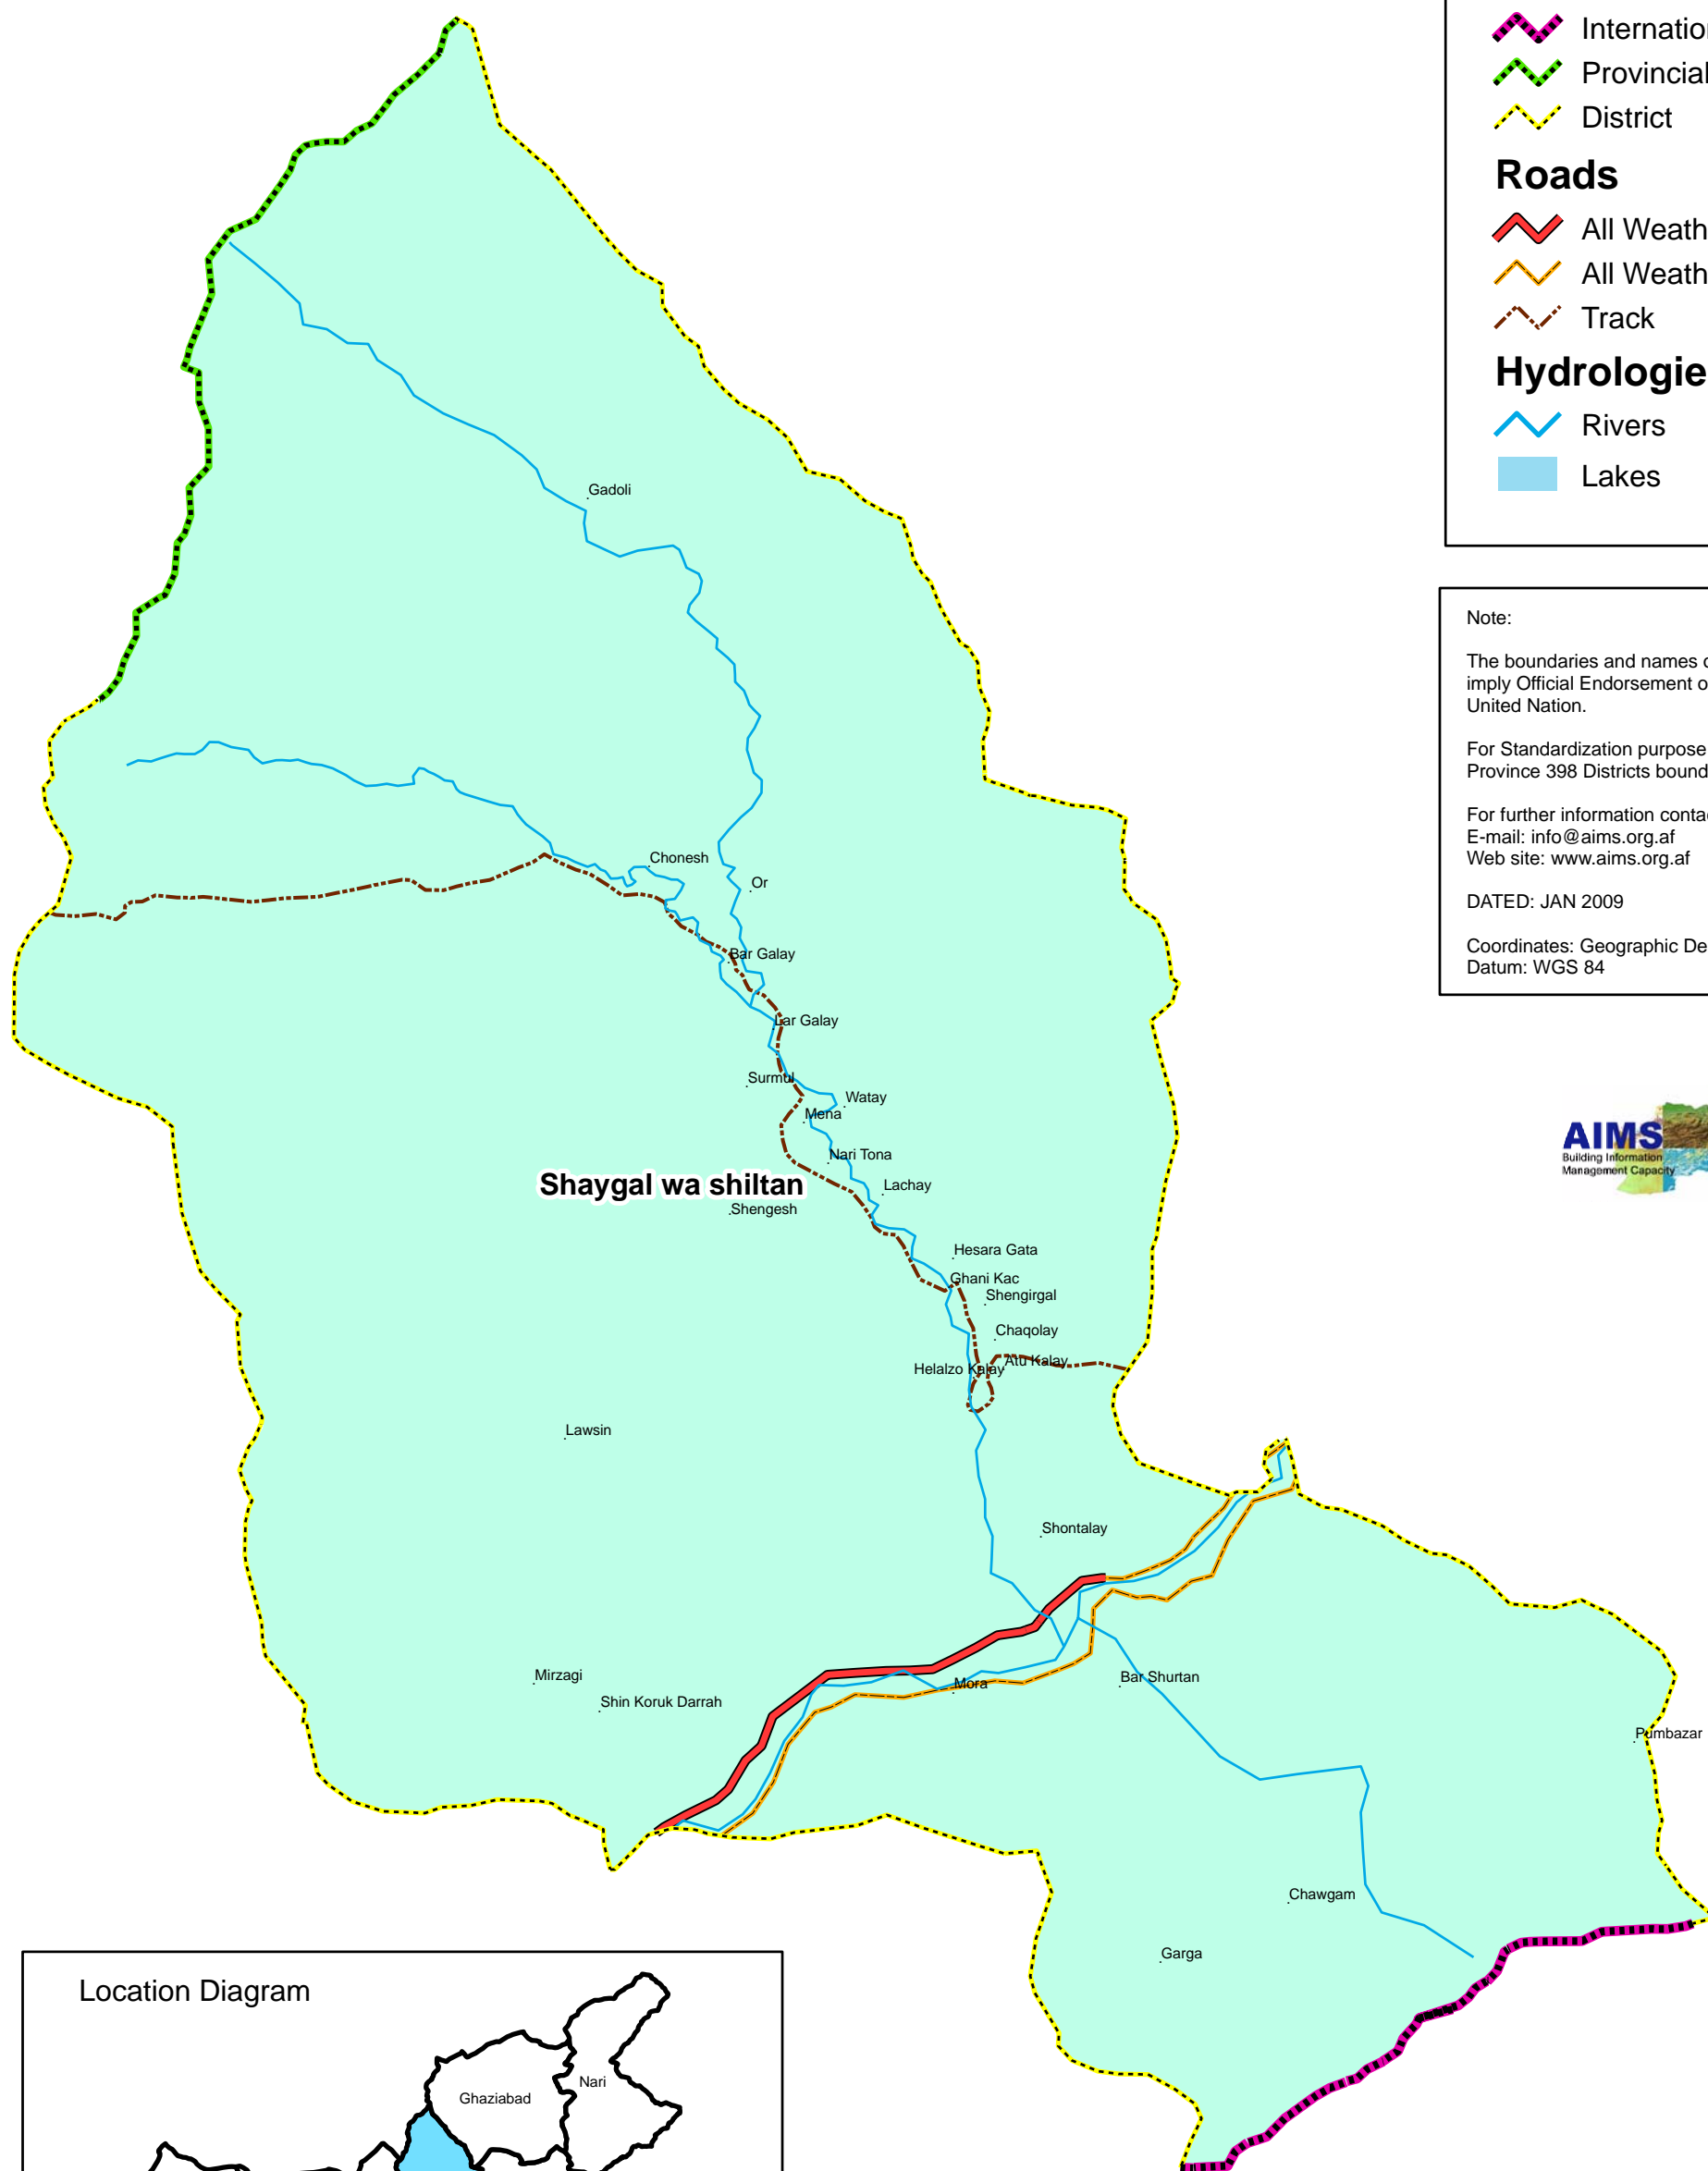 Internation
Provincial
District
Roads
All Weath
All Weath
Track
Hydrologie
Rivers
Lakes
Note:
The boundaries and names o
imply Official Endorsement o
United Nation.
For Standardization purpose
Province 398 Districts bound
For further information conta
E-mail: info@aims.org.af
Web site: www.aims.org.af
DATED: JAN 2009
Coordinates: Geographic De
Datum: WGS 84
AIMS
Building Information
Management Capacity
Gadoli
Chonesh
Or
Bar Galay
Lar Galay
Surmul
Watay
Mena
Nari Tona
Shaygal wa shiltan
Lachay
Shengesh
Hesara Gata
Ghani Kac
Shengirgal
Chaqolay
Atu Kalay
Helalzo Kalay
Lawsin
Shontalay
Mirzagi
Mora
Bar Shurtan
Shin Koruk Darrah
Pumbazar
Chawgam
Garga
Location Diagram
Nari
Ghaziabad